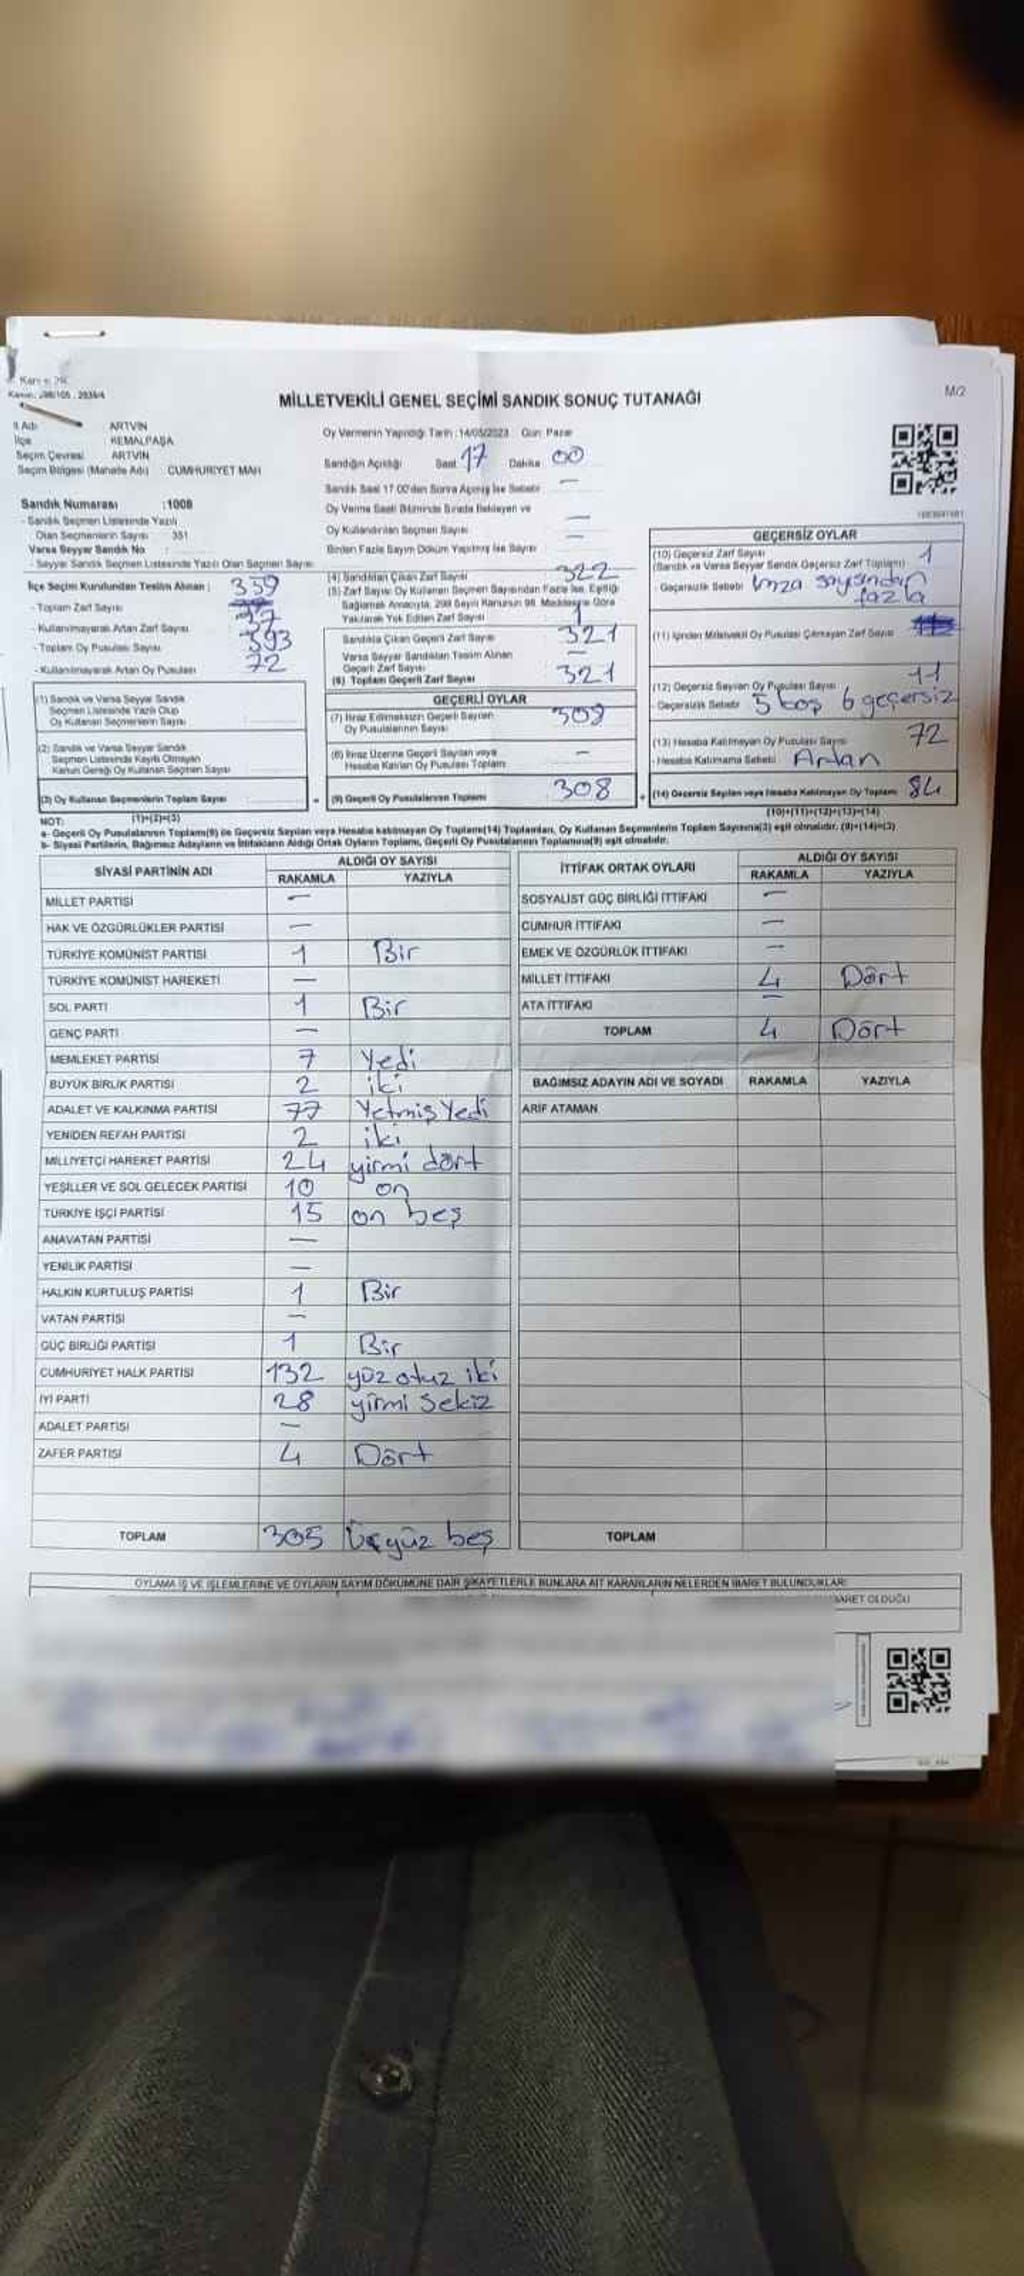 MİLLETVEKİLİ GENEL SEÇİMİ SANDIK SONUÇ TUTANAĞI
M/2
İl Adı : ARTVİN
İlçe : KEMALPAŞA
Seçim Çevresi : ARTVİN
Seçim Bölgesi (Mahalle Adı) : CUMHURİYET MAH
Sandık Numarası :1008
- Sandık Seçmen Listesinde Yazılı
Olan Seçmenlerin Sayısı : 351
Varsa Seyyar Sandık No :
- Seyyar Sandık Seçmen Listesinde Yazılı Olan Seçmen Sayısı:
İlçe Seçim Kurulundan Teslim Alınan :
- Toplam Zarf Sayısı 359
- Kullanılmayarak Artan Zarf Sayısı 37
- Toplam Oy Pusulası Sayısı 393
- Kullanılmayarak Artan Oy Pusulası 72
(1) Sandık ve Varsa Seyyar Sandık
Seçmen Listesinde Yazılı Olup
Oy Kullanan Seçmenlerin Sayısı
(2) Sandık ve Varsa Seyyar Sandık
Seçmen Listesinde Kayıtlı Olmayan
Kanun Gereği Oy Kullanan Seçmen Sayısı
(3) Oy Kullanan Seçmenlerin Toplam Sayısı
(1)+(2)=(3)
Oy Vermenin Yapıldığı Tarih :14/05/2023 Gün: Pazar
Sandığın Açıldığı Saat 17 Dakika 00
Sandık Saat 17.00'den Sonra Açılmış İse Sebebi : —
Oy Verme Saati Bitiminde Sırada Bekleyen ve
Oy Kullandırılan Seçmen Sayısı : —
Birden Fazla Sayım Döküm Yapılmış İse Sayısı : —
(4) Sandıktan Çıkan Zarf Sayısı 322
(5) Zarf Sayısı Oy Kullanan Seçmen Sayısından Fazla İse, Eşitliği
Sağlamak Amacıyla, 298 Sayılı Kanunun 98. Maddesine Göre
Yakılarak Yok Edilen Zarf Sayısı 1
Sandıkta Çıkan Geçerli Zarf Sayısı 321
Varsa Seyyar Sandıktan Teslim Alınan
Geçerli Zarf Sayısı —
(6) Toplam Geçerli Zarf Sayısı 321
GEÇERLİ OYLAR
(7) İtiraz Edilmeksizin Geçerli Sayılan
Oy Pusulalarının Sayısı 309
(8) İtiraz Üzerine Geçerli Sayılan veya
Hesaba Katılan Oy Pusulası Toplamı —
(9) Geçerli Oy Pusulalarının Toplamı 308
GEÇERSİZ OYLAR
(10) Geçersiz Zarf Sayısı 1
(Sandık ve Varsa Seyyar Sandık Geçersiz Zarf Toplamı)
- Geçersizlik Sebebi imza sayısından
fazla
(11) İçinden Milletvekili Oy Pusulası Çıkmayan Zarf Sayısı
(12) Geçersiz Sayılan Oy Pusulası Sayısı 11
Geçersizlik Sebebi 5 boş 6 geçersiz
(13) Hesaba Katılmayan Oy Pusulası Sayısı 72
- Hesaba Katılmama Sebebi Artan
(14) Geçersiz Sayılan veya Hesaba Katılmayan Oy Toplamı 84
(10)+(11)+(12)+(13)=(14)
NOT:
a- Geçerli Oy Pusulalarının Toplamı(9) ile Geçersiz Sayılan veya Hesaba katılmayan Oy Toplamı(14) Toplamları, Oy Kullanan Seçmenlerin Toplam Sayısına(3) eşit olmalıdır. (9)+(14)=(3)
b- Siyasi Partilerin, Bağımsız Adayların ve İttifakların Aldığı Ortak Oyların Toplamı, Geçerli Oy Pusulalarının Toplamına(9) eşit olmalıdır.
SİYASİ PARTİNİN ADI ALDIĞI OY SAYISI
RAKAMLA YAZIYLA
MİLLET PARTİSİ —
HAK VE ÖZGÜRLÜKLER PARTİSİ —
TÜRKİYE KOMÜNİST PARTİSİ 1 Bir
TÜRKİYE KOMÜNİST HAREKETİ —
SOL PARTİ 1 Bir
GENÇ PARTİ —
MEMLEKET PARTİSİ 7 Yedi
BÜYÜK BİRLİK PARTİSİ 2 iki
ADALET VE KALKINMA PARTİSİ 77 Yetmiş Yedi
YENİDEN REFAH PARTİSİ 2 iki
MİLLİYETÇİ HAREKET PARTİSİ 24 yirmi dört
YEŞİLLER VE SOL GELECEK PARTİSİ 10 on
TÜRKİYE İŞÇİ PARTİSİ 15 on beş
ANAVATAN PARTİSİ —
YENİLİK PARTİSİ —
HALKIN KURTULUŞ PARTİSİ 1 Bir
VATAN PARTİSİ —
GÜÇ BİRLİĞİ PARTİSİ 1 Bir
CUMHURİYET HALK PARTİSİ 132 yüz otuz iki
İYİ PARTİ 28 yirmi sekiz
ADALET PARTİSİ —
ZAFER PARTİSİ 4 Dört
TOPLAM 305 Üçyüz beş
İTTİFAK ORTAK OYLARI ALDIĞI OY SAYISI
RAKAMLA YAZIYLA
SOSYALİST GÜÇ BİRLİĞİ İTTİFAKI —
CUMHUR İTTİFAKI —
EMEK VE ÖZGÜRLÜK İTTİFAKI —
MİLLET İTTİFAKI 4 Dört
ATA İTTİFAKI —
TOPLAM 4 Dört
BAĞIMSIZ ADAYIN ADI VE SOYADI RAKAMLA YAZIYLA
ARİF ATAMAN
TOPLAM
OYLAMA İŞ VE İŞLEMLERİNE VE OYLARIN SAYIM DÖKÜMÜNE DAİR ŞİKAYETLERLE BUNLARA AİT KARARLARIN NELERDEN İBARET BULUNDUKLARI
İBARET OLDUĞU